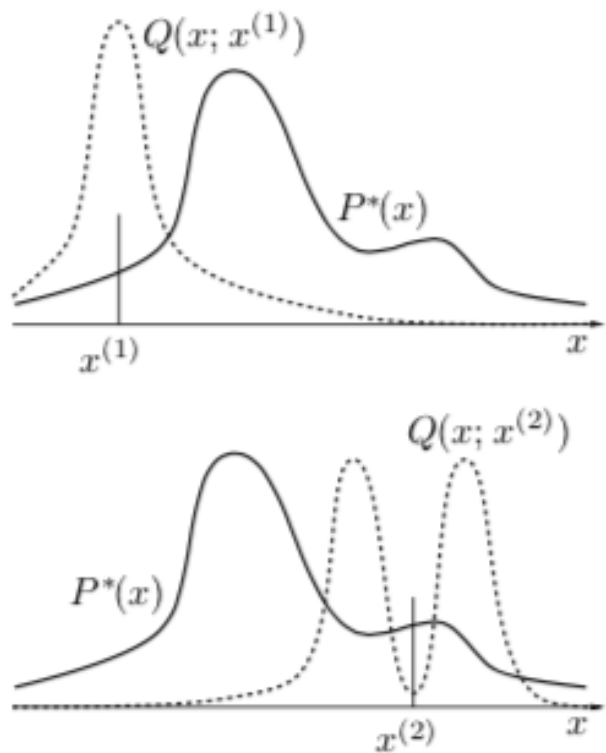 Q(x; x⁽¹⁾)
P*(x)
x⁽¹⁾
x
Q(x; x⁽²⁾)
P*(x)
x⁽²⁾
x